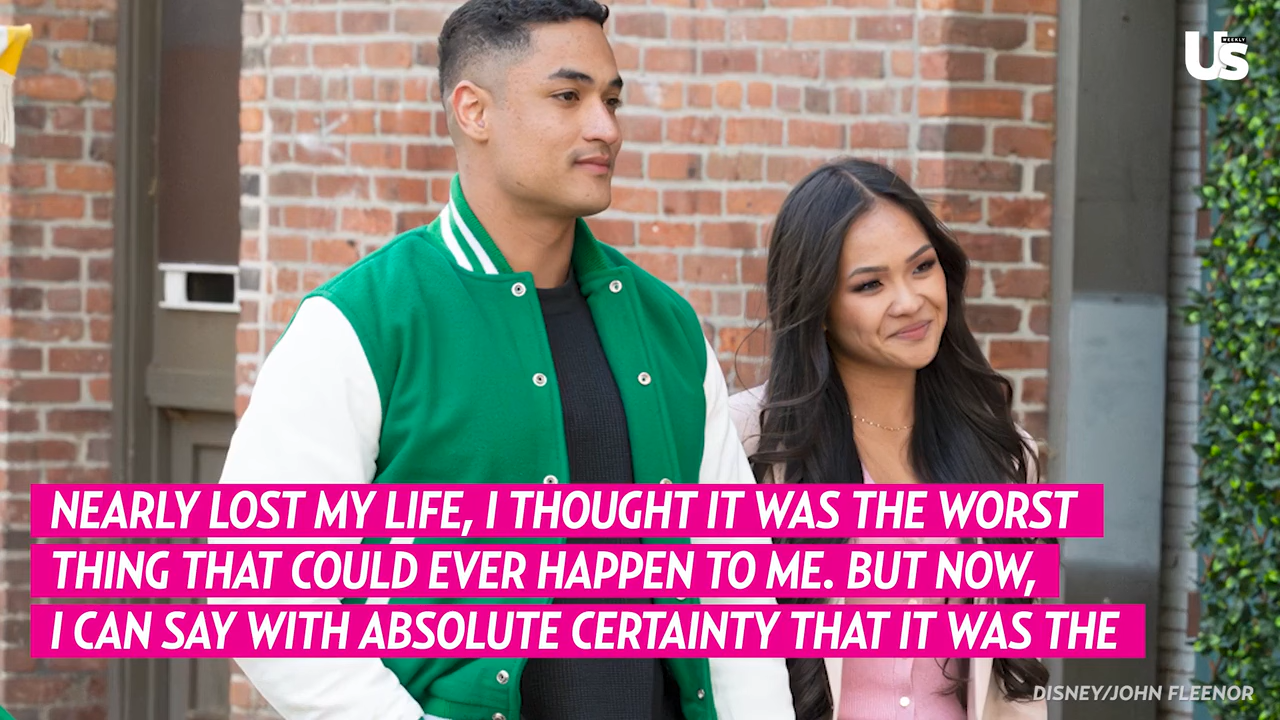 Us
WEEKLY
NEARLY LOST MY LIFE, I THOUGHT IT WAS THE WORST
THING THAT COULD EVER HAPPEN TO ME. BUT NOW,
I CAN SAY WITH ABSOLUTE CERTAINTY THAT IT WAS THE
DISNEY/JOHN FLEENOR